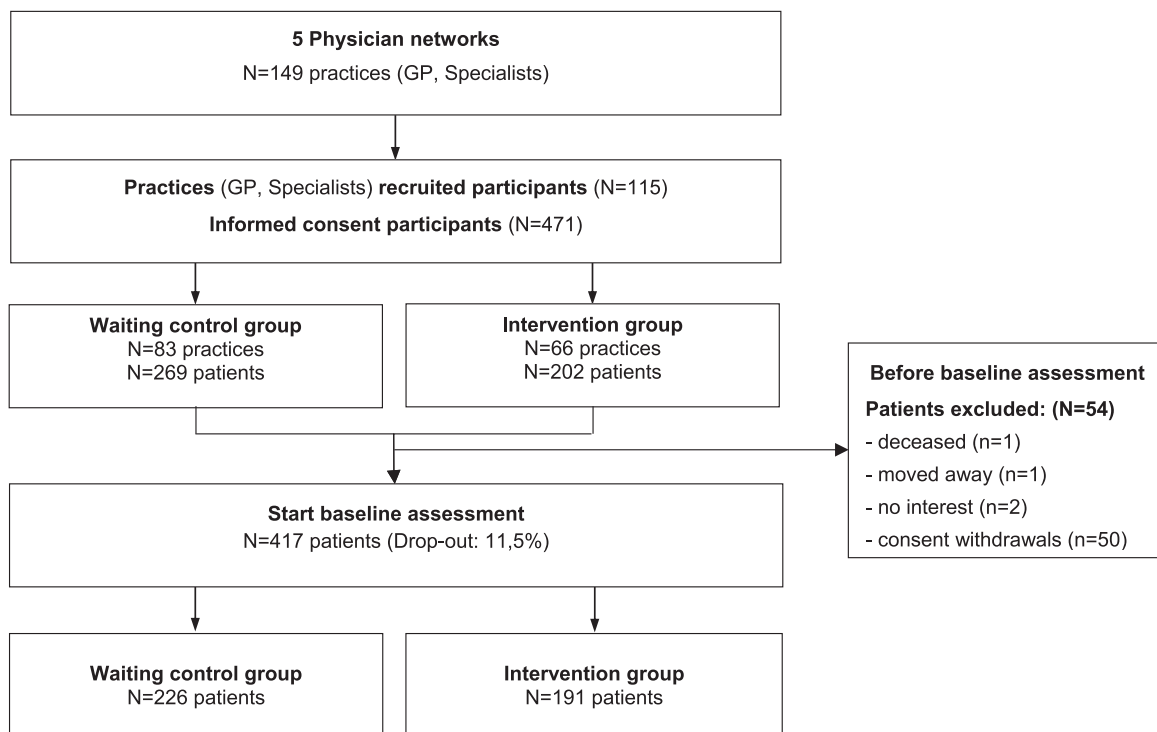 5 Physician networks
N=149 practices (GP, Specialists)
Practices (GP, Specialists) recruited participants (N=115)
Informed consent participants (N=471)
Waiting control group
N=83 practices
N=269 patients
Intervention group
N=66 practices
N=202 patients
Before baseline assessment
Patients excluded: (N=54)
- deceased (n=1)
- moved away (n=1)
- no interest (n=2)
- consent withdrawals (n=50)
Start baseline assessment
N=417 patients (Drop-out: 11,5%)
Waiting control group
N=226 patients
Intervention group
N=191 patients